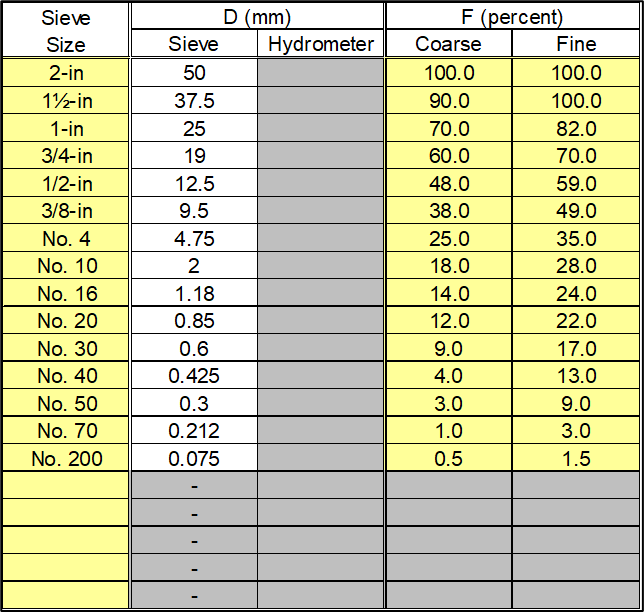 Sieve Size D (mm) F (percent)
Sieve Hydrometer Coarse Fine
2-in 50 100.0 100.0
1½-in 37.5 90.0 100.0
1-in 25 70.0 82.0
3/4-in 19 60.0 70.0
1/2-in 12.5 48.0 59.0
3/8-in 9.5 38.0 49.0
No. 4 4.75 25.0 35.0
No. 10 2 18.0 28.0
No. 16 1.18 14.0 24.0
No. 20 0.85 12.0 22.0
No. 30 0.6 9.0 17.0
No. 40 0.425 4.0 13.0
No. 50 0.3 3.0 9.0
No. 70 0.212 1.0 3.0
No. 200 0.075 0.5 1.5
-
-
-
-
-